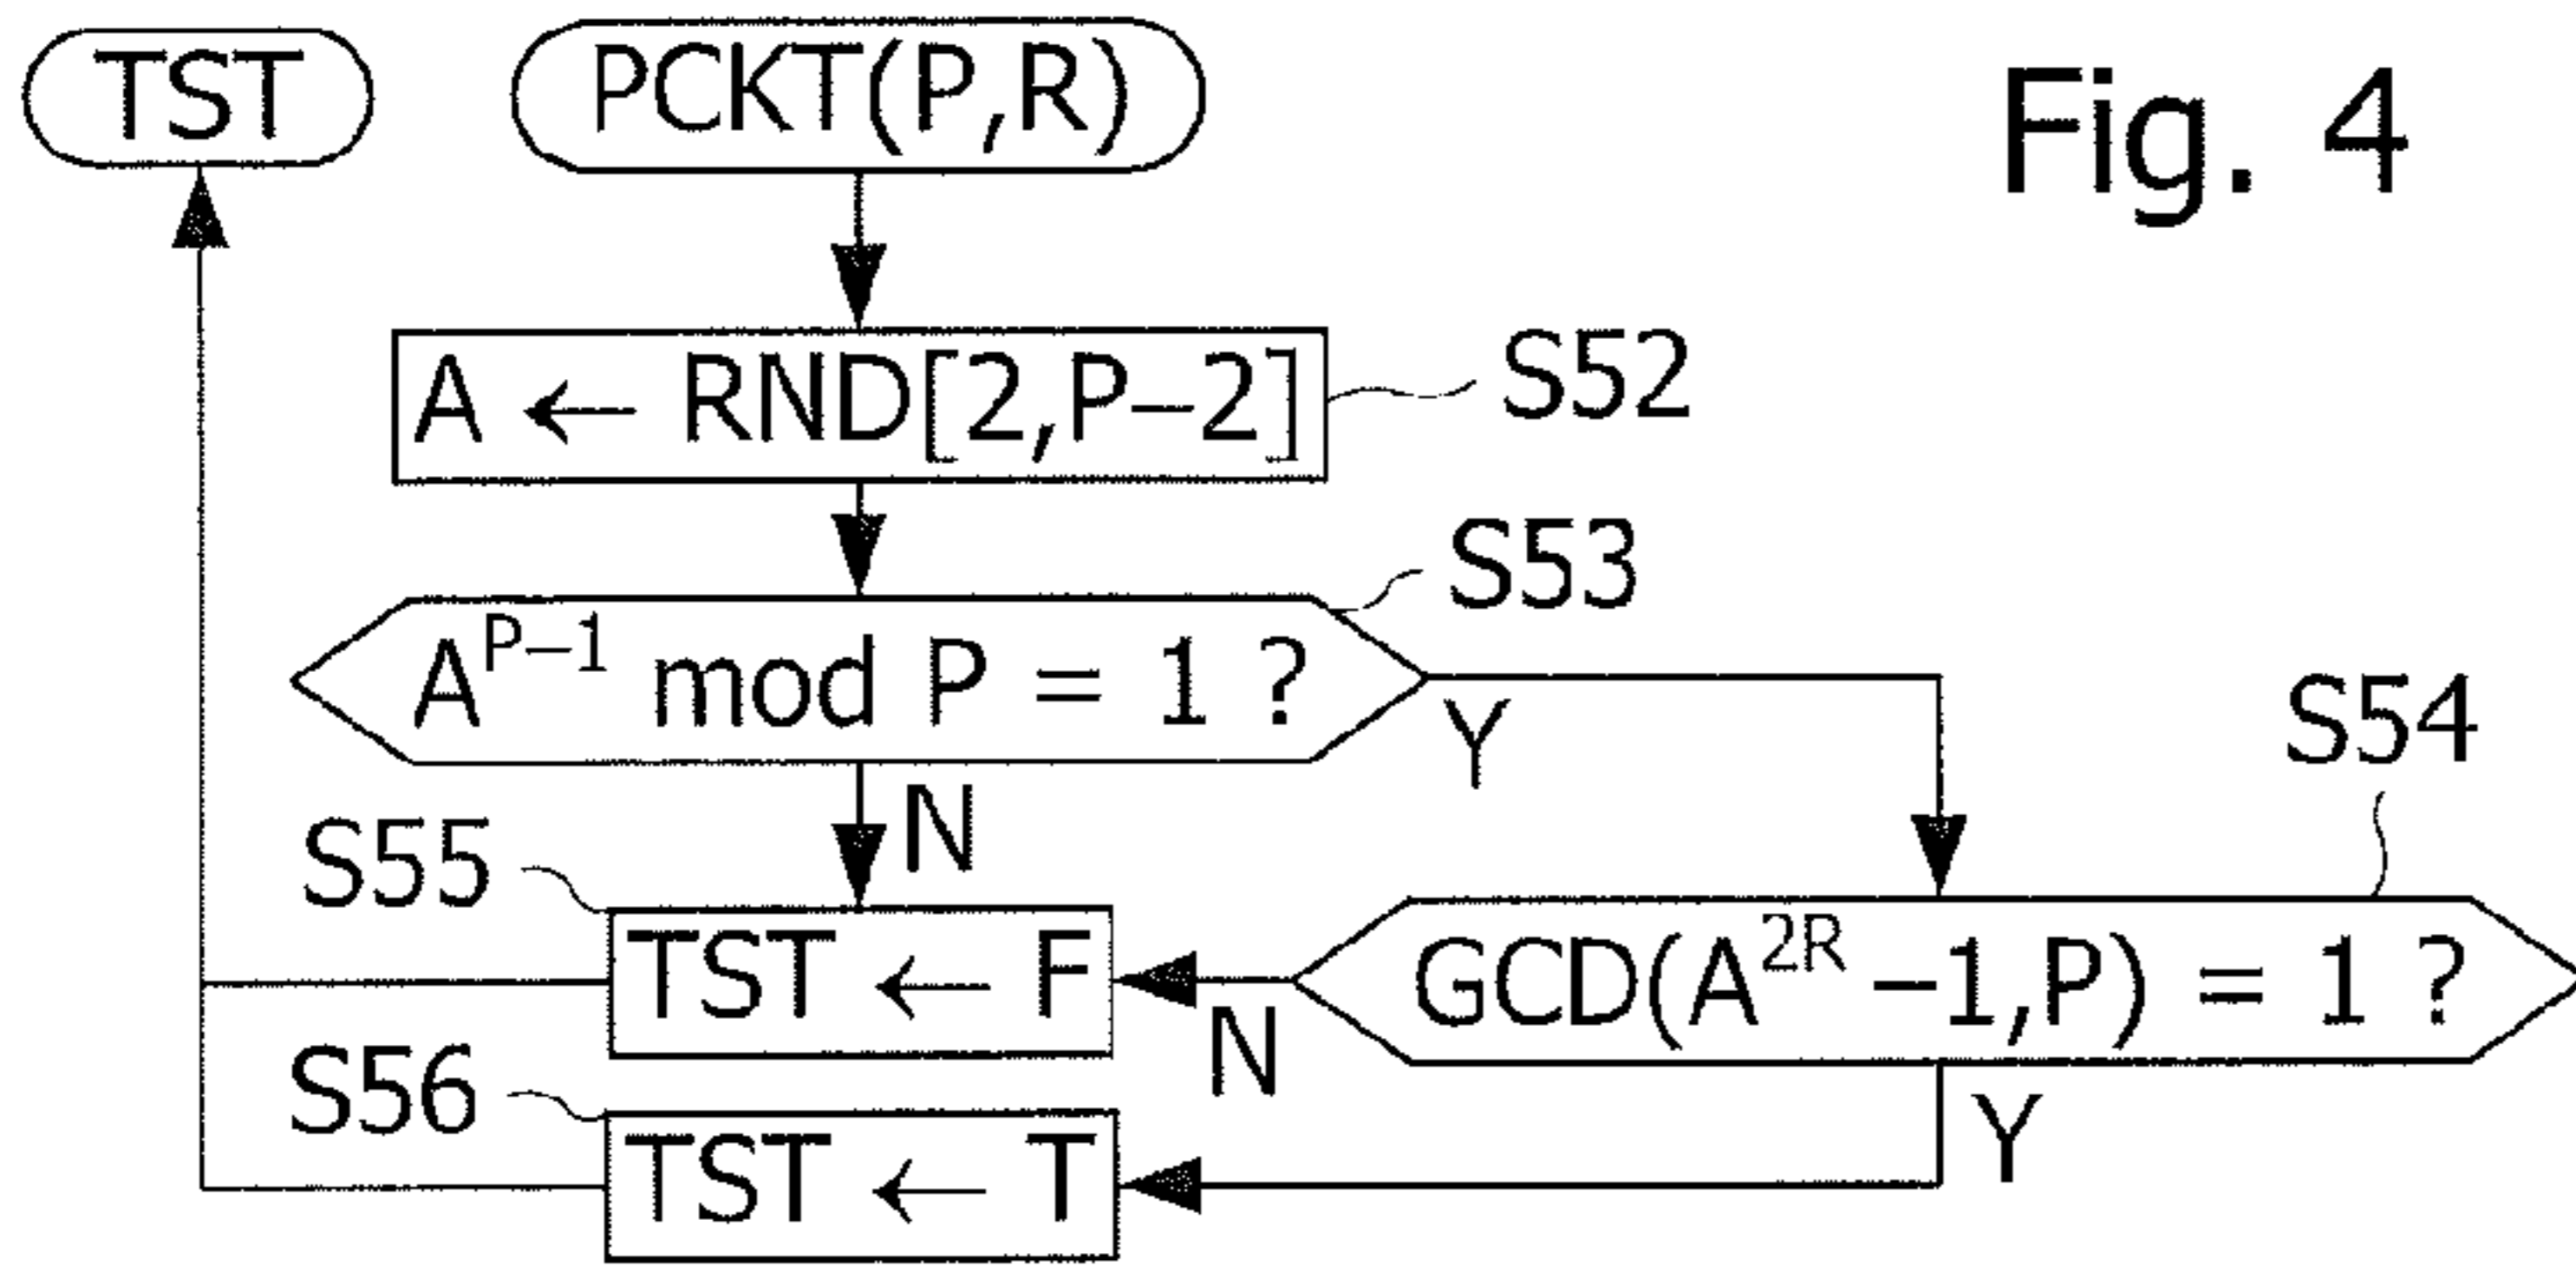 TST
PCKT(P,R)
Fig. 4
A ← RND[2,P–2]
S52
S53
A^{P–1} mod P = 1 ?
Y
S54
N
S55
TST ← F
GCD(A^{2R} –1,P) = 1 ?
N
S56
TST ← T
Y